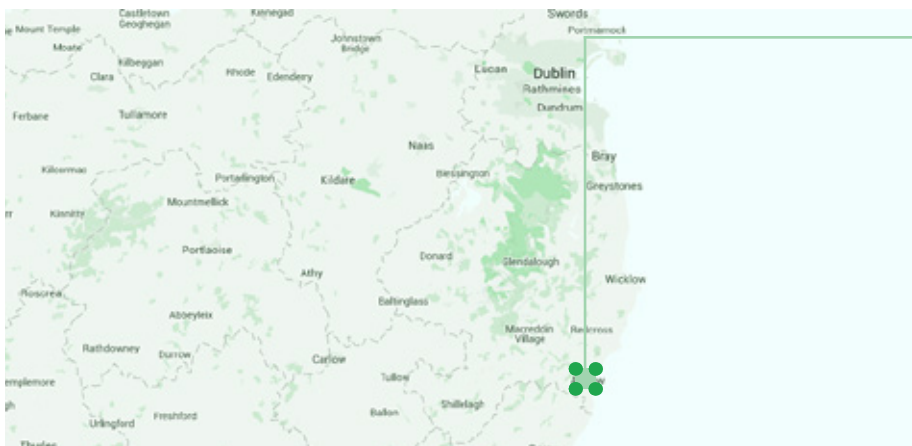 Castletown
Geoghegan
Kinnegad
Swords
Mount Temple
Johnstown
Bridge
Portmarnock
Moate
Kilbeggan
Clara
Rhode
Edenderry
Lucan
Dublin
Rathmines
Dundrum
Ferbane
Tullamore
Naas
Bray
Kilcormac
Portarlington
Kildare
Blessington
Greystones
Mountmellick
Kinnitty
Portlaoise
Donard
Glendalough
Athy
Wicklow
Roscrea
Baltinglass
Abbeyleix
Macreddin
Village
Redcross
Rathdowney
Durrow
Carlow
Tullow
emplemore
Shillelagh
Ballon
Freshford
Urlingford